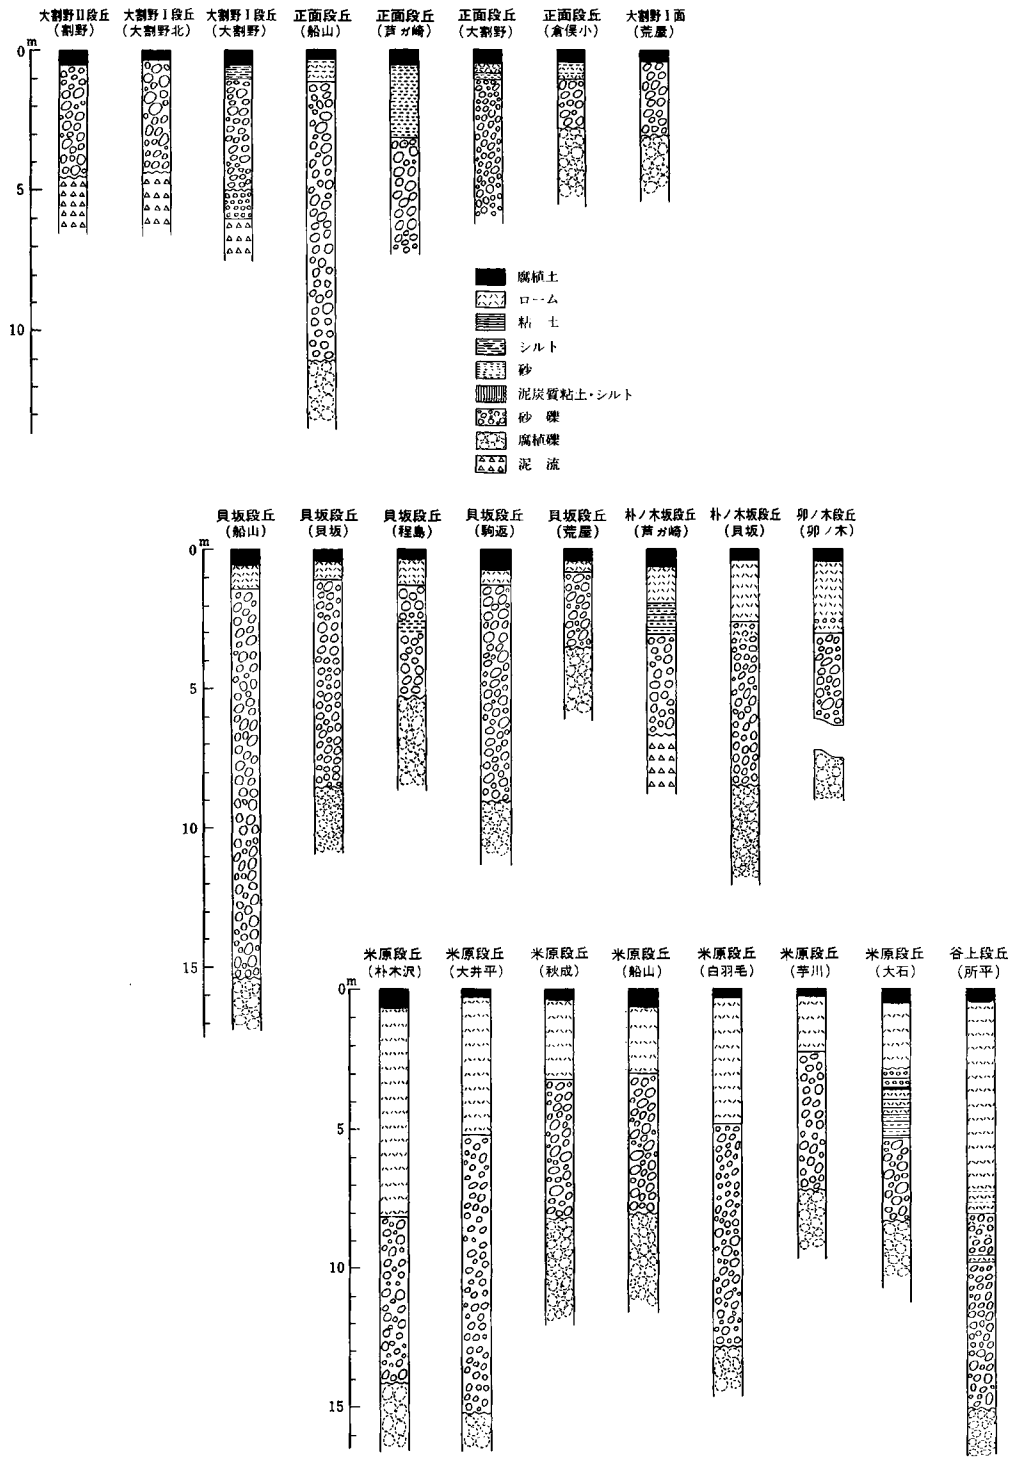 大割野II段丘
(割野)
大割野I段丘
(大割野北)
大割野I段丘
(大割野)
正面段丘
(船山)
正面段丘
(芦ガ崎)
正面段丘
(大割野)
正面段丘
(倉俣小)
大割野I面
(荒屋)
m
0
5
10
腐植土
ローム
粘土
シルト
砂
泥炭質粘土・シルト
砂礫
腐植礫
泥流
貝坂段丘
(船山)
貝坂段丘
(貝坂)
貝坂段丘
(程島)
貝坂段丘
(駒返)
貝坂段丘
(荒屋)
朴ノ木坂段丘
(芦ガ崎)
朴ノ木坂段丘
(貝坂)
卯ノ木段丘
(卯ノ木)
m
0
5
10
15
米原段丘
(朴木沢)
米原段丘
(大井平)
米原段丘
(秋成)
米原段丘
(船山)
米原段丘
(白羽毛)
米原段丘
(芋川)
米原段丘
(大石)
谷上段丘
(所平)
m
0
5
10
15